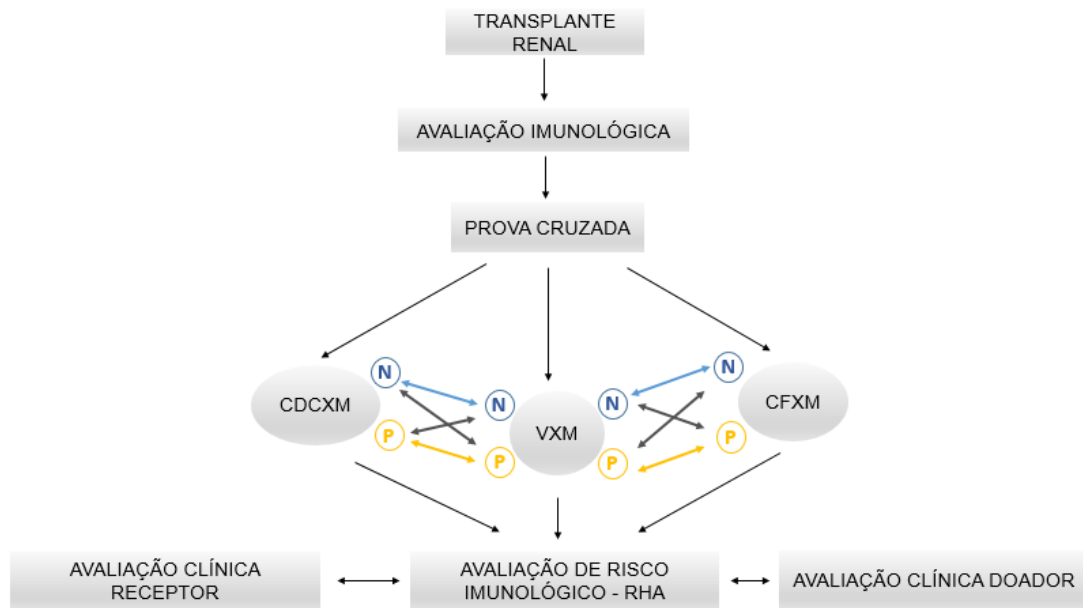 TRANSPLANTE
RENAL
AVALIAÇÃO IMUNOLÓGICA
PROVA CRUZADA
N
N
CDCXM
N
N
CFXM
P
VXM
P
P
P
AVALIAÇÃO CLÍNICA
RECEPTOR
AVALIAÇÃO DE RISCO
IMUNOLÓGICO - RHA
AVALIAÇÃO CLÍNICA DOADOR